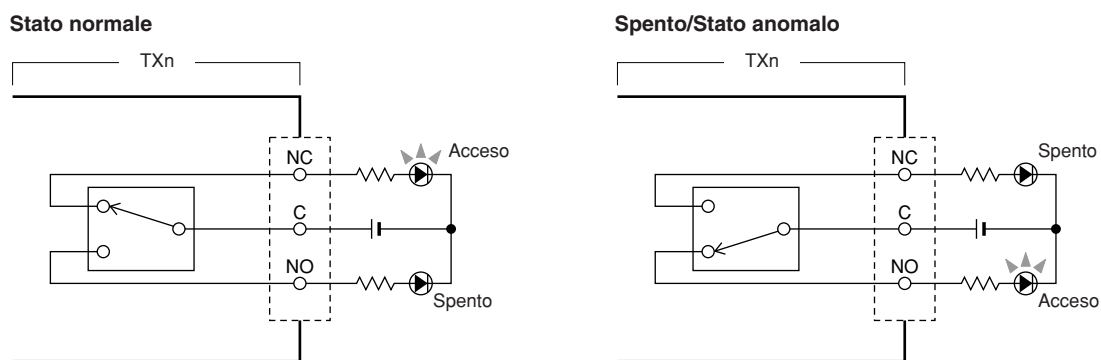 Stato normale
TXn
NC
Acceso
C
NO
Spento
Spento/Stato anomalo
TXn
NC
Spento
C
NO
Acceso